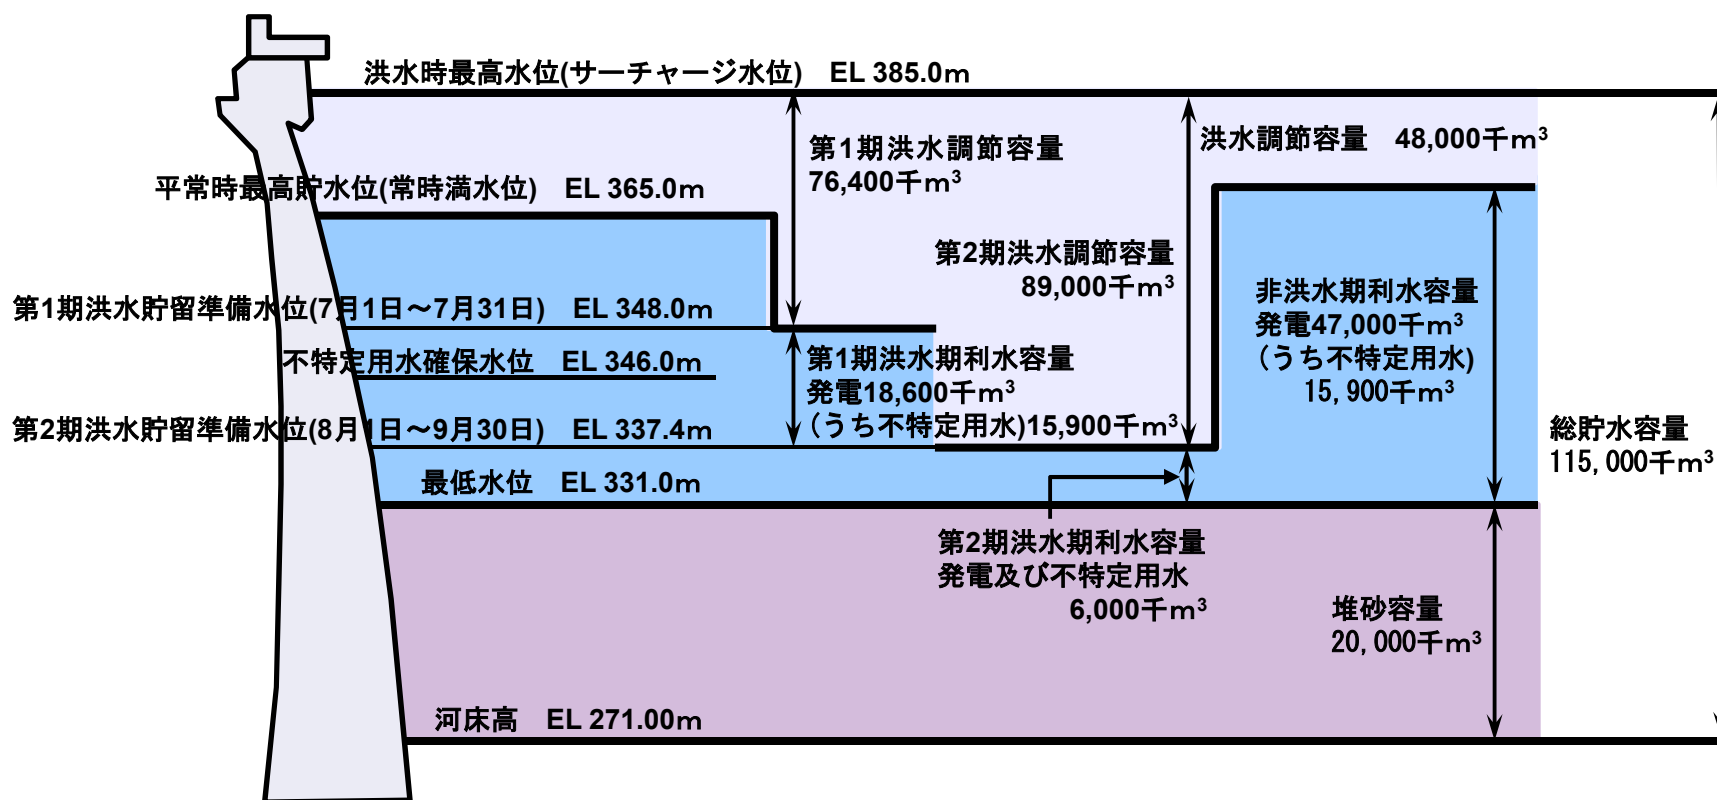 洪水時最高水位(サーチャージ水位) EL 385.0m
第1期洪水調節容量
76,400千m³
洪水調節容量 48,000千m³
平常時最高貯水位(常時満水位) EL 365.0m
第2期洪水調節容量
89,000千m³
非洪水期利水容量
発電47,000千m³
(うち不特定用水)
15,900千m³
第1期洪水貯留準備水位(7月1日～7月31日) EL 348.0m
不特定用水確保水位 EL 346.0m
第1期洪水期利水容量
発電18,600千m³
(うち不特定用水)15,900千m³
第2期洪水貯留準備水位(8月1日～9月30日) EL 337.4m
総貯水容量
115,000千m³
最低水位 EL 331.0m
第2期洪水期利水容量
発電及び不特定用水
6,000千m³
堆砂容量
20,000千m³
河床高 EL 271.00m